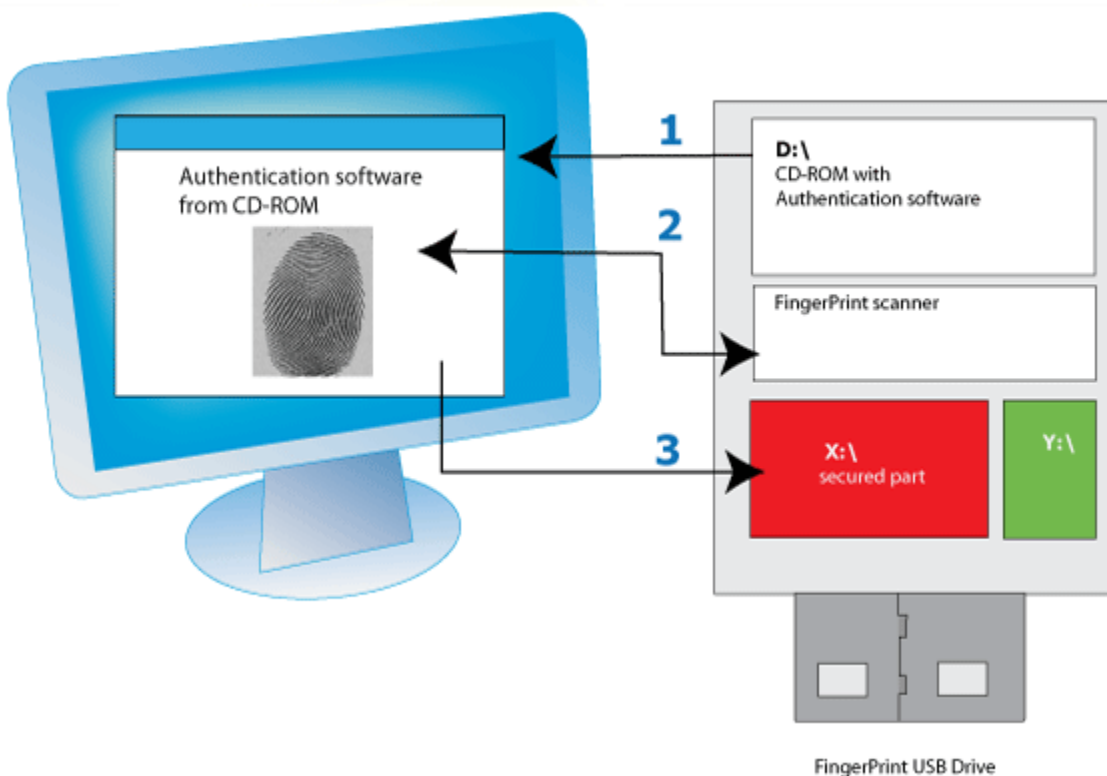 Authentication software
from CD-ROM
1
D:\
CD-ROM with
Authentication software
2
FingerPrint scanner
3
X:\
secured part
Y:\
FingerPrint USB Drive